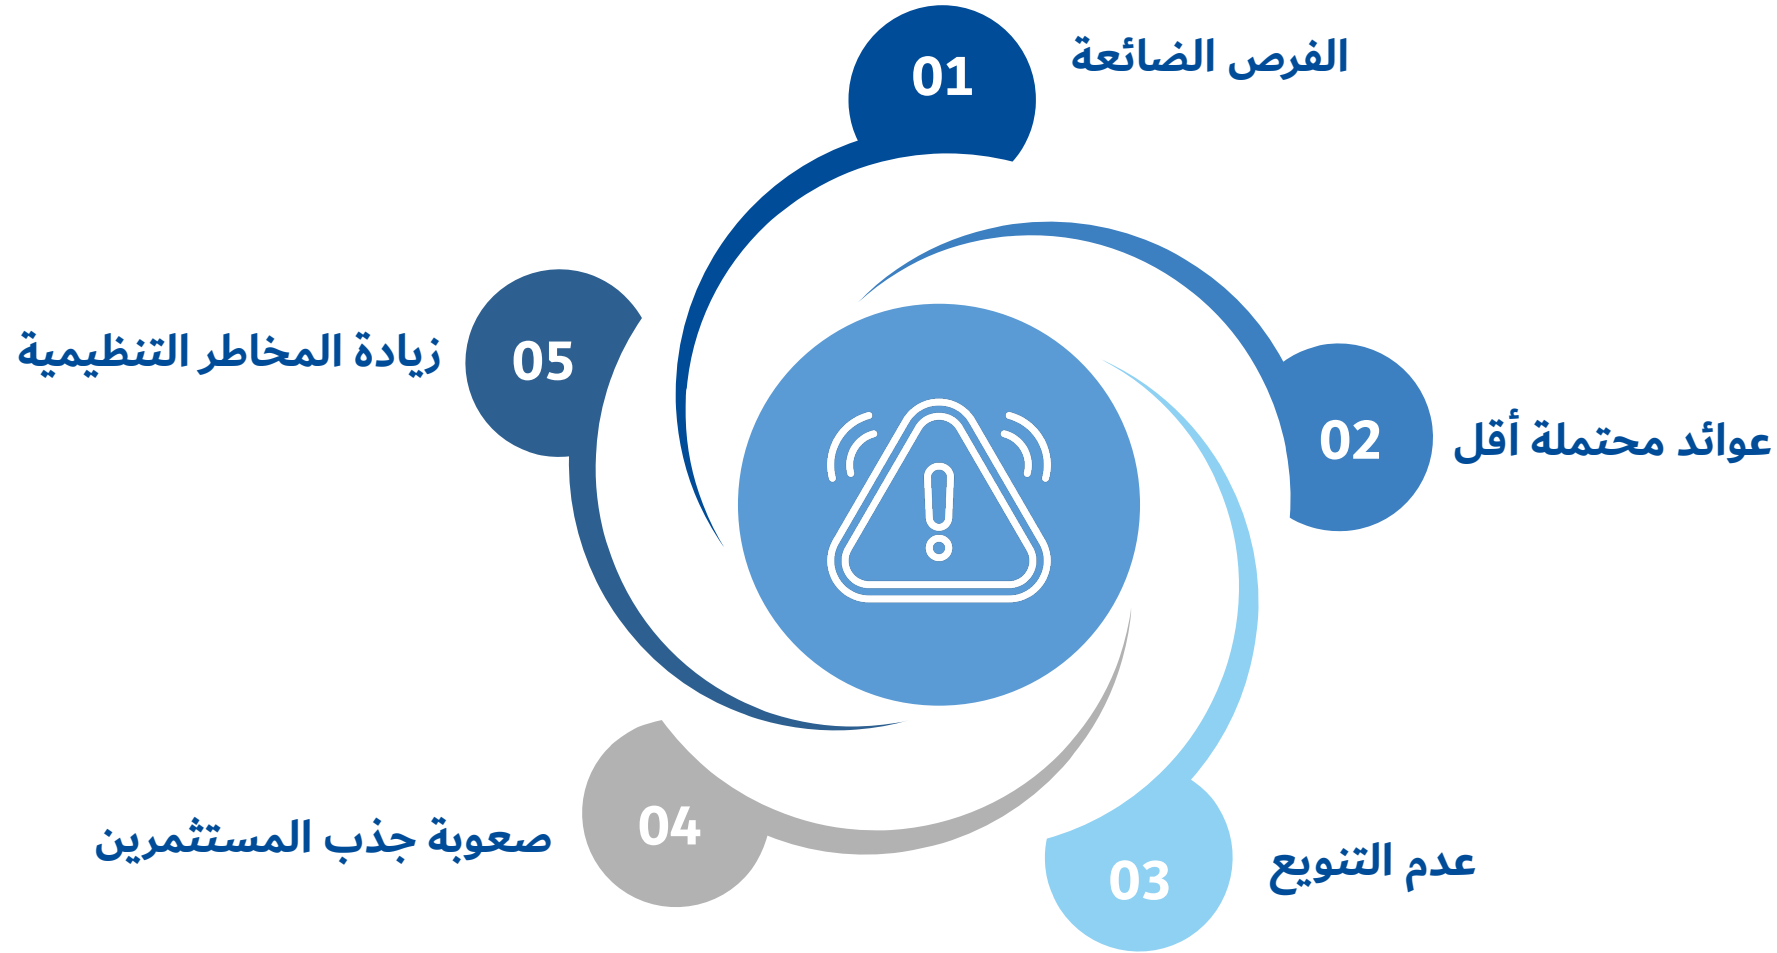 01
الفرص الضائعة
02
عوائد محتملة أقل
03
عدم التنويع
04
صعوبة جذب المستثمرين
05
زيادة المخاطر التنظيمية